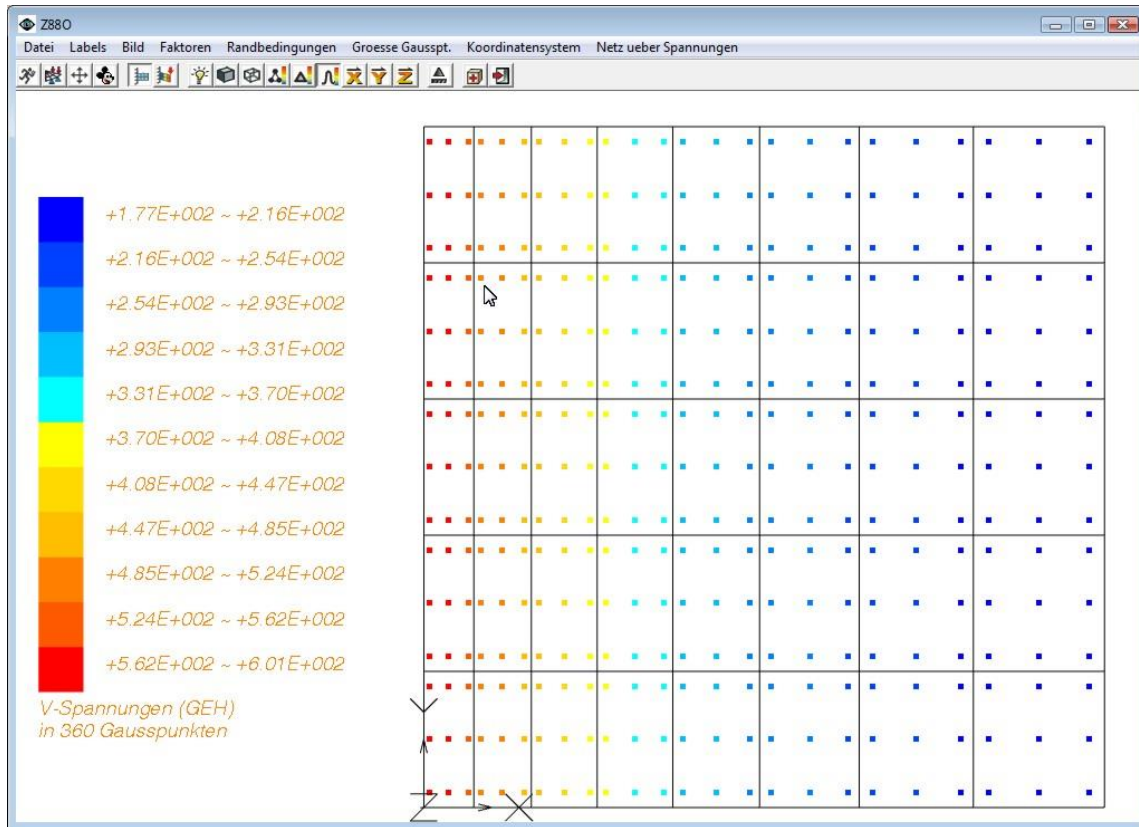 Z88O
Datei Labels Bild Faktoren Randbedingungen Groesse Gausspt. Koordinatensystem Netz ueber Spannungen
X Y Z
+1.77E+002 ~ +2.16E+002
+2.16E+002 ~ +2.54E+002
+2.54E+002 ~ +2.93E+002
+2.93E+002 ~ +3.31E+002
+3.31E+002 ~ +3.70E+002
+3.70E+002 ~ +4.08E+002
+4.08E+002 ~ +4.47E+002
+4.47E+002 ~ +4.85E+002
+4.85E+002 ~ +5.24E+002
+5.24E+002 ~ +5.62E+002
+5.62E+002 ~ +6.01E+002
V-Spannungen (GEH)
in 360 Gausspunkten
Y
Z X